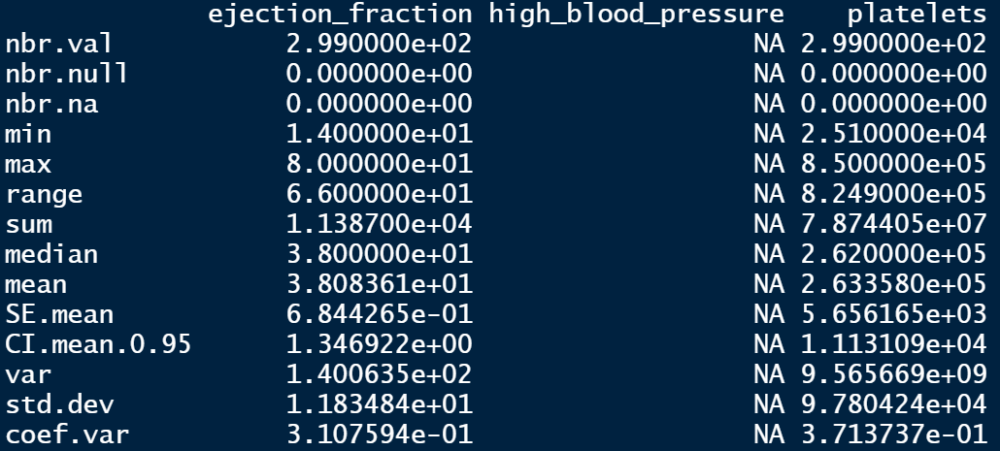 ejection_fraction high_blood_pressure platelets
nbr.val 2.990000e+02 NA 2.990000e+02
nbr.null 0.000000e+00 NA 0.000000e+00
nbr.na 0.000000e+00 NA 0.000000e+00
min 1.400000e+01 NA 2.510000e+04
max 8.000000e+01 NA 8.500000e+05
range 6.600000e+01 NA 8.249000e+05
sum 1.138700e+04 NA 7.874405e+07
median 3.800000e+01 NA 2.620000e+05
mean 3.808361e+01 NA 2.633580e+05
SE.mean 6.844265e-01 NA 5.656165e+03
CI.mean.0.95 1.346922e+00 NA 1.113109e+04
var 1.400635e+02 NA 9.565669e+09
std.dev 1.183484e+01 NA 9.780424e+04
coef.var 3.107594e-01 NA 3.713737e-01